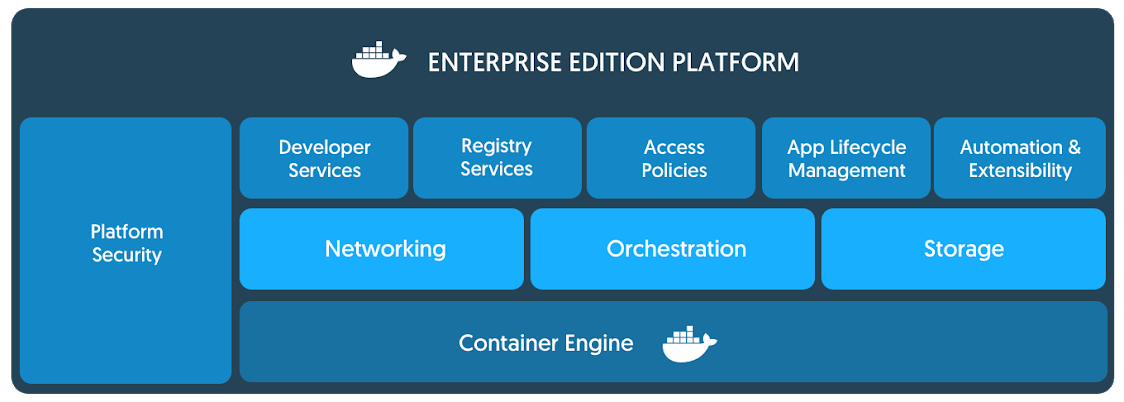 ENTERPRISE EDITION PLATFORM
Platform
Security
Developer
Services
Registry
Services
Access
Policies
App Lifecycle
Management
Automation &
Extensibility
Networking
Orchestration
Storage
Container Engine